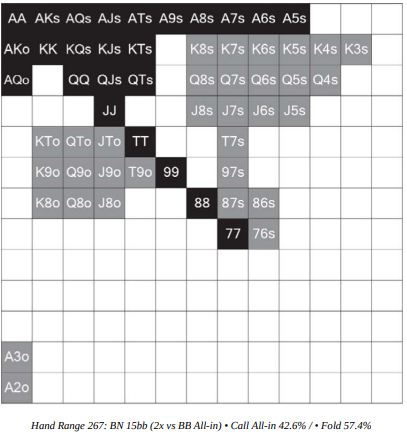 AA AKs AQs AJs ATs A9s A8s A7s A6s A5s
AKo KK KQs KJs KTs K8s K7s K6s K5s K4s K3s
AQo QQ QJs QTs Q8s Q7s Q6s Q5s Q4s
JJ J8s J7s J6s J5s
KTo QTo JTo TT T7s
K9o Q9o J9o T9o 99 97s
K8o Q8o J8o 88 87s 86s
77 76s
A3o
A2o
Hand Range 267: BN 15bb (2x vs BB All-in) • Call All-in 42.6% / • Fold 57.4%